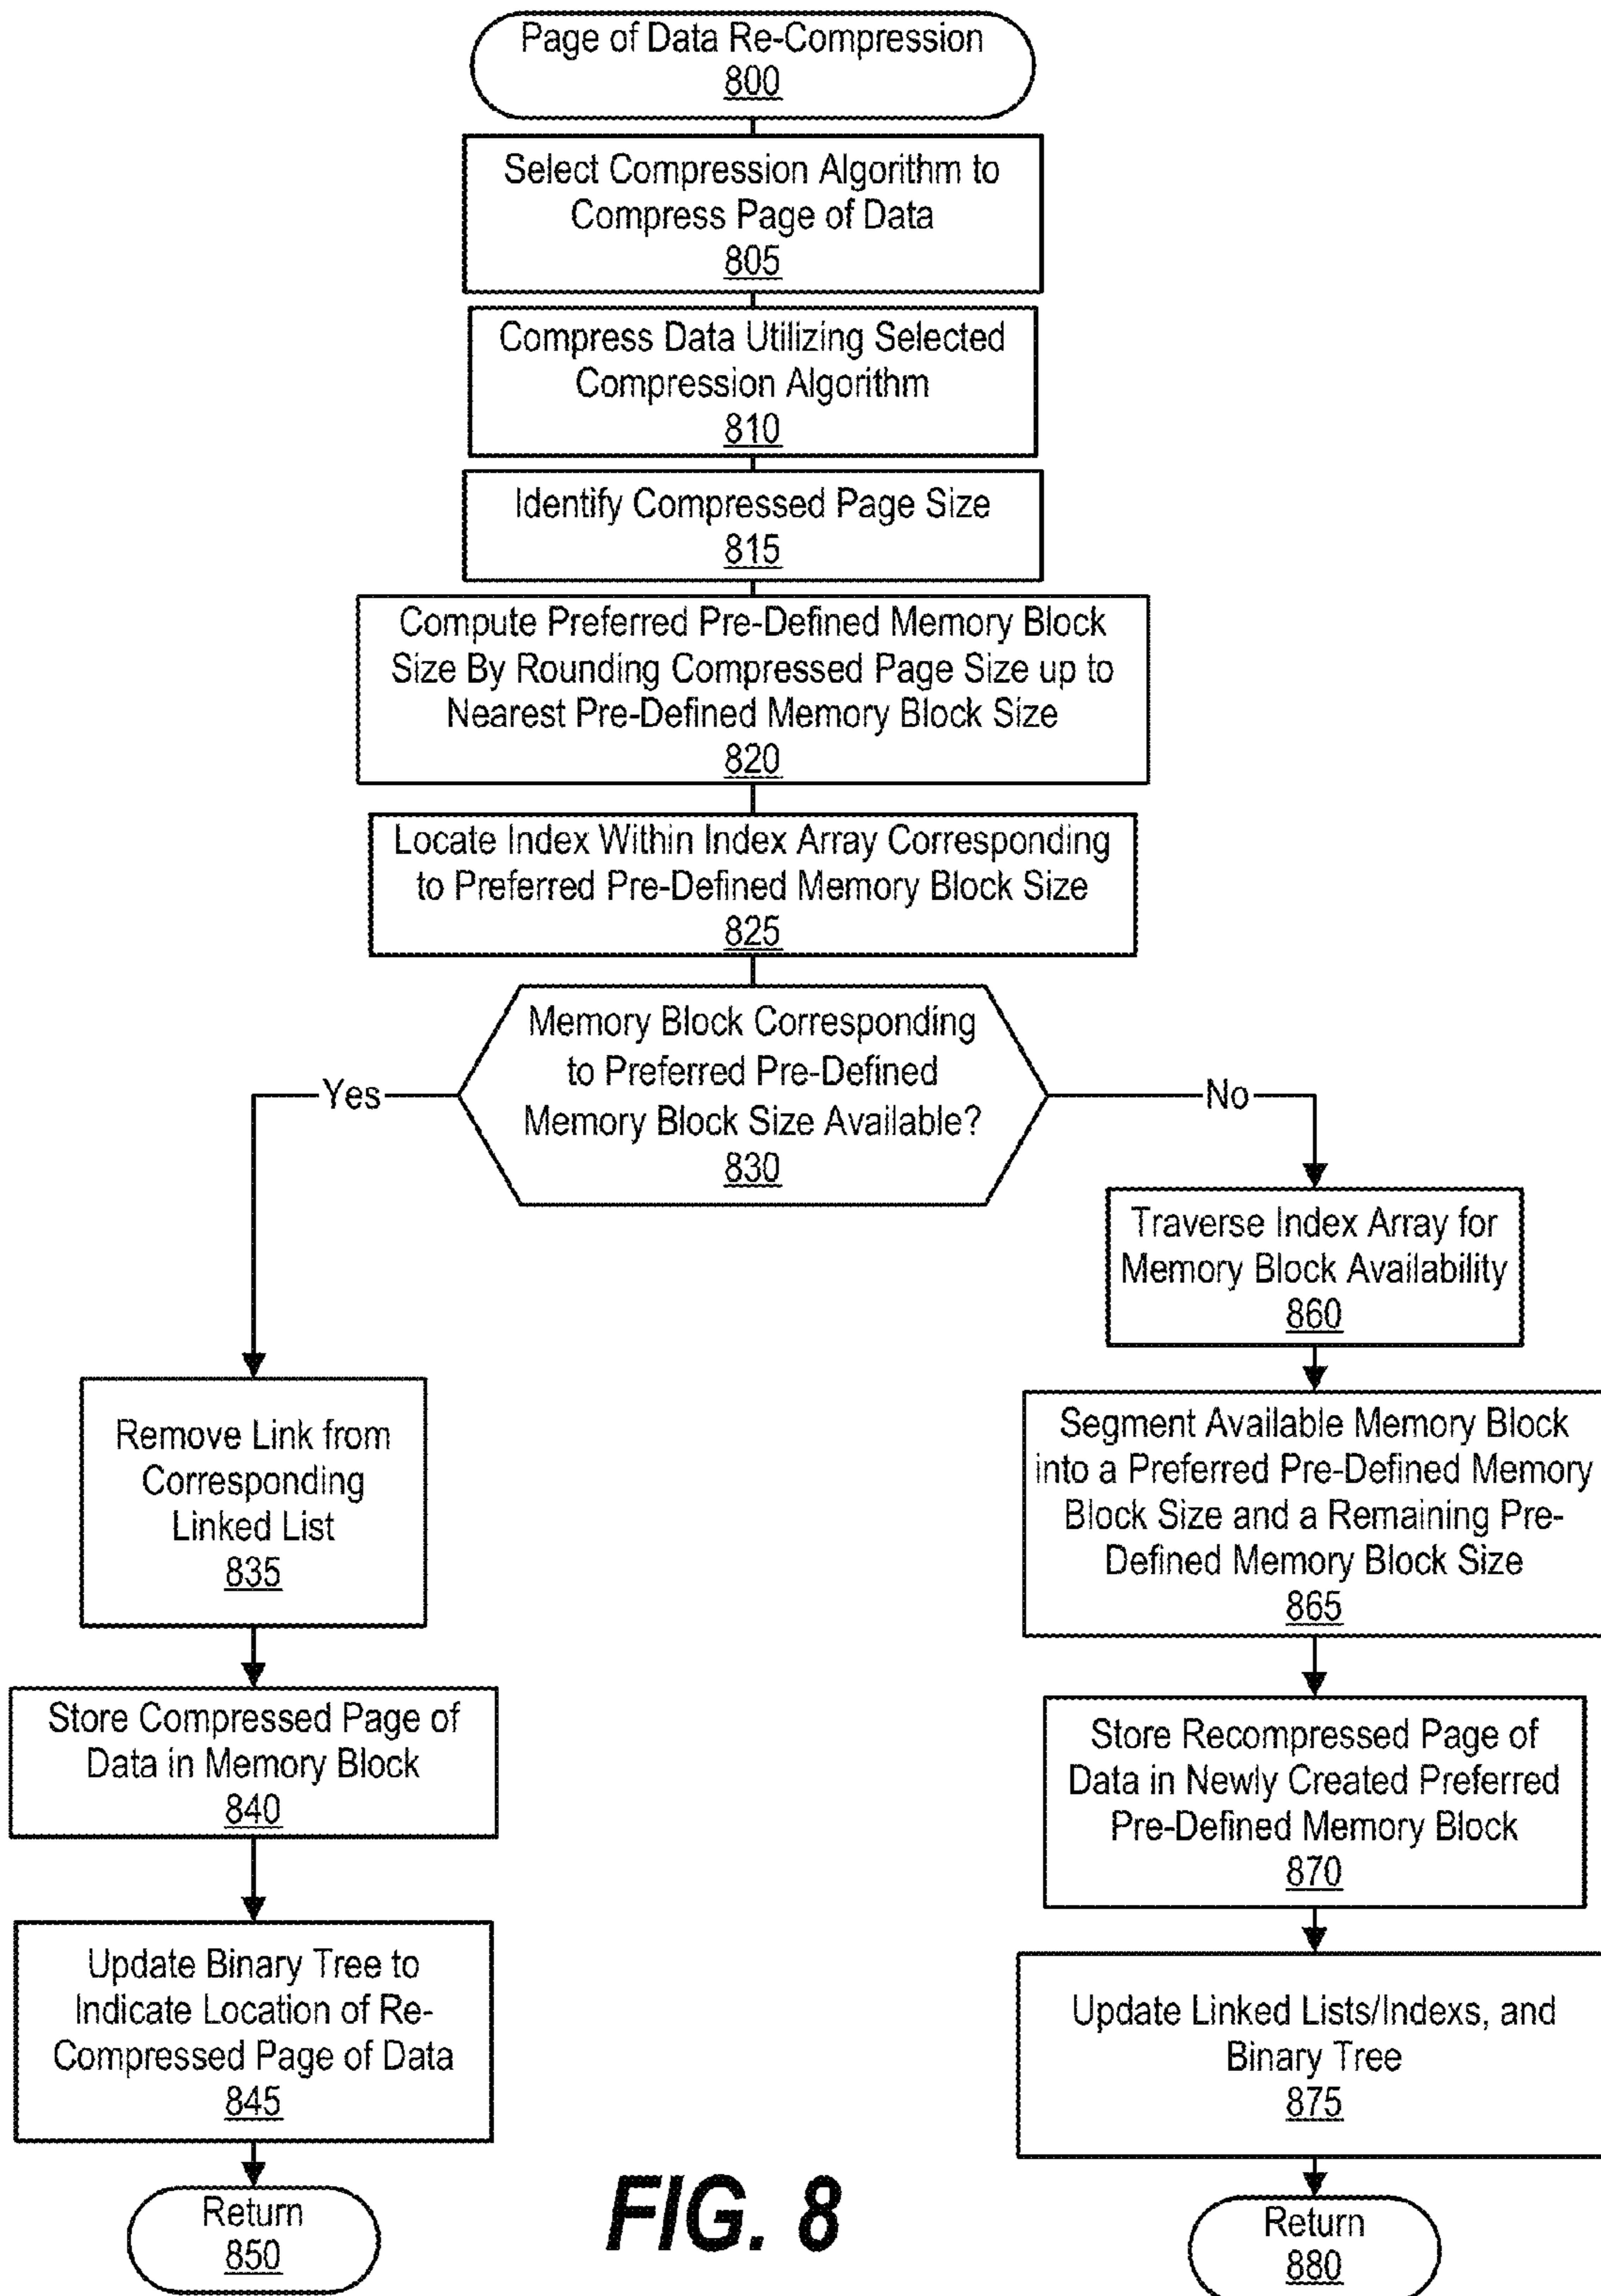 Page of Data Re-Compression
800
Select Compression Algorithm to
Compress Page of Data
805
Compress Data Utilizing Selected
Compression Algorithm
810
Identify Compressed Page Size
815
Compute Preferred Pre-Defined Memory Block
Size By Rounding Compressed Page Size up to
Nearest Pre-Defined Memory Block Size
820
Locate Index Within Index Array Corresponding
to Preferred Pre-Defined Memory Block Size
825
Memory Block Corresponding
to Preferred Pre-Defined
Memory Block Size Available?
830
Yes
No
Remove Link from
Corresponding
Linked List
835
Store Compressed Page of
Data in Memory Block
840
Update Binary Tree to
Indicate Location of Re-
Compressed Page of Data
845
Return
850
Traverse Index Array for
Memory Block Availability
860
Segment Available Memory Block
into a Preferred Pre-Defined Memory
Block Size and a Remaining Pre-
Defined Memory Block Size
865
Store Recompressed Page of
Data in Newly Created Preferred
Pre-Defined Memory Block
870
Update Linked Lists/Indexs, and
Binary Tree
875
Return
880
FIG. 8